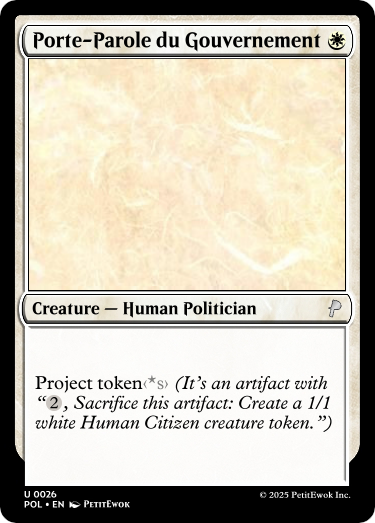 Porte-Parole du Gouvernement
Creature — Human Politician
Project token‹*s› (It's an artifact with
“2, Sacrifice this artifact: Create a 1/1
white Human Citizen creature token.”)
U 0026
POL • EN PetitEwok
© 2025 PetitEwok Inc.